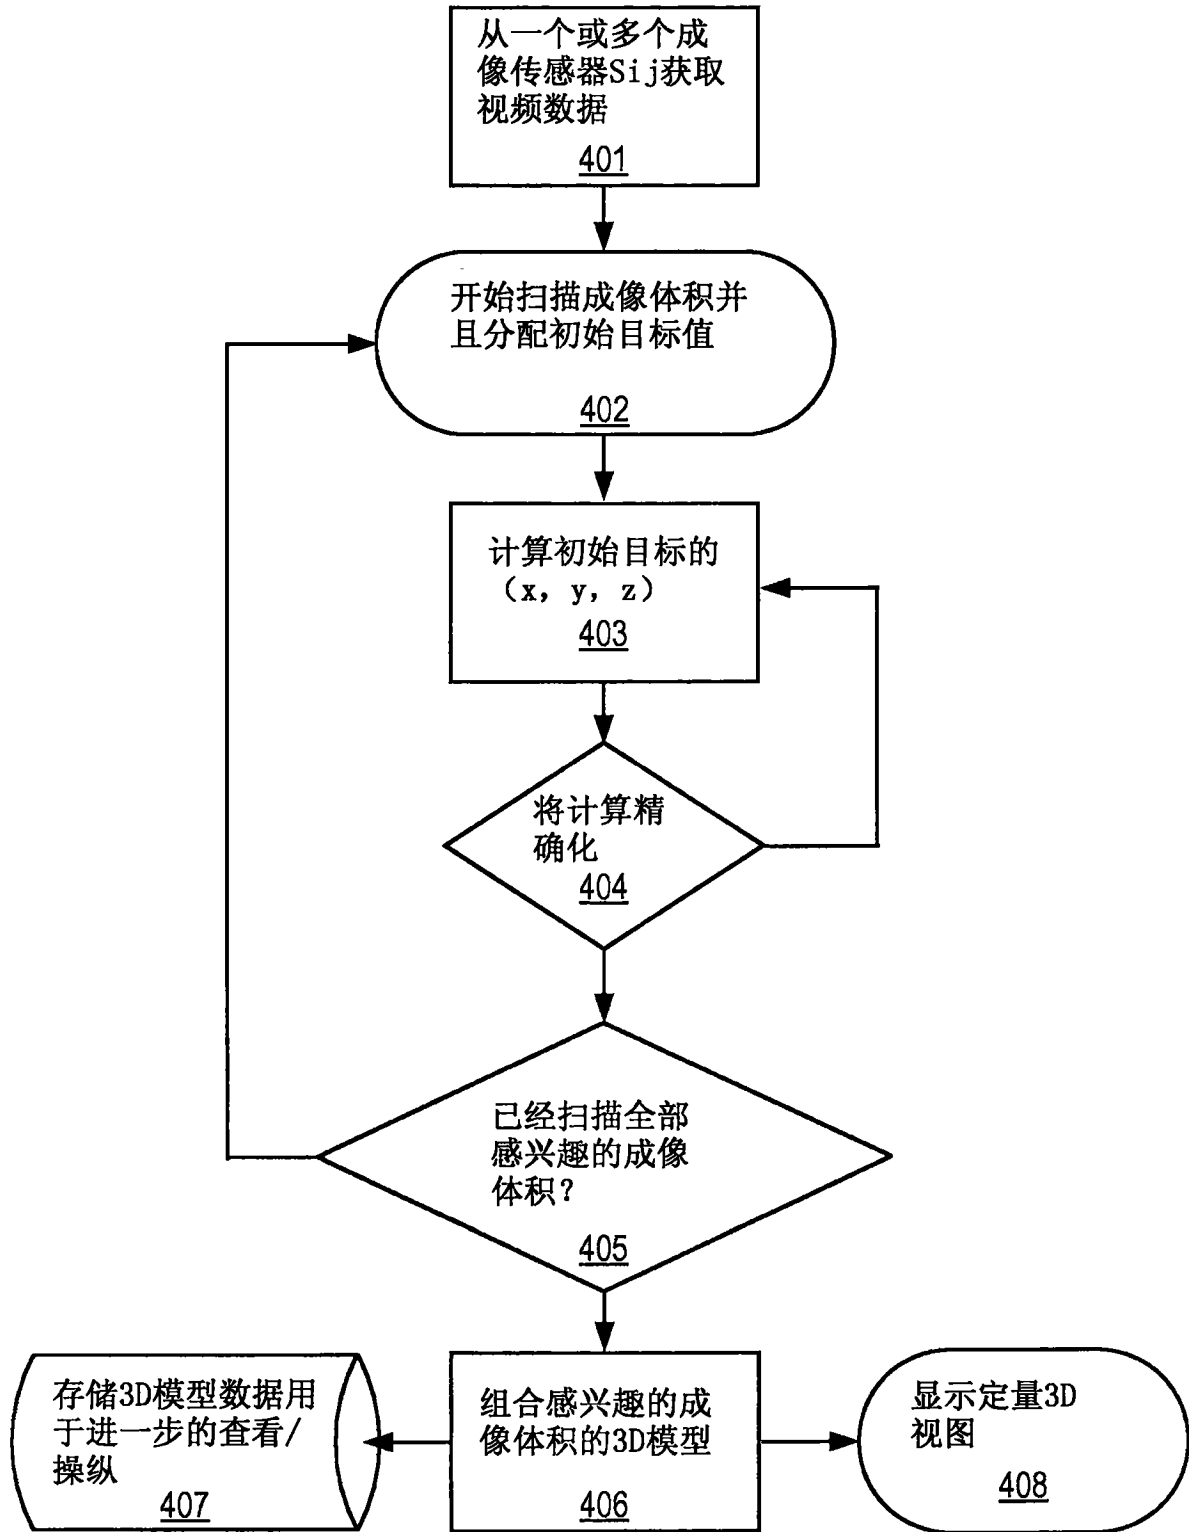 从一个或多个成
像传感器Sij获取
视频数据
401
开始扫描成像体积并
且分配初始目标值
402
计算初始目标的
（x，y，z）
403
将计算精
确化
404
已经扫描全部
感兴趣的成像
体积？
405
存储3D模型数据用
于进一步的查看/
操纵
407
组合感兴趣的成
像体积的3D模型
406
显示定量3D
视图
408